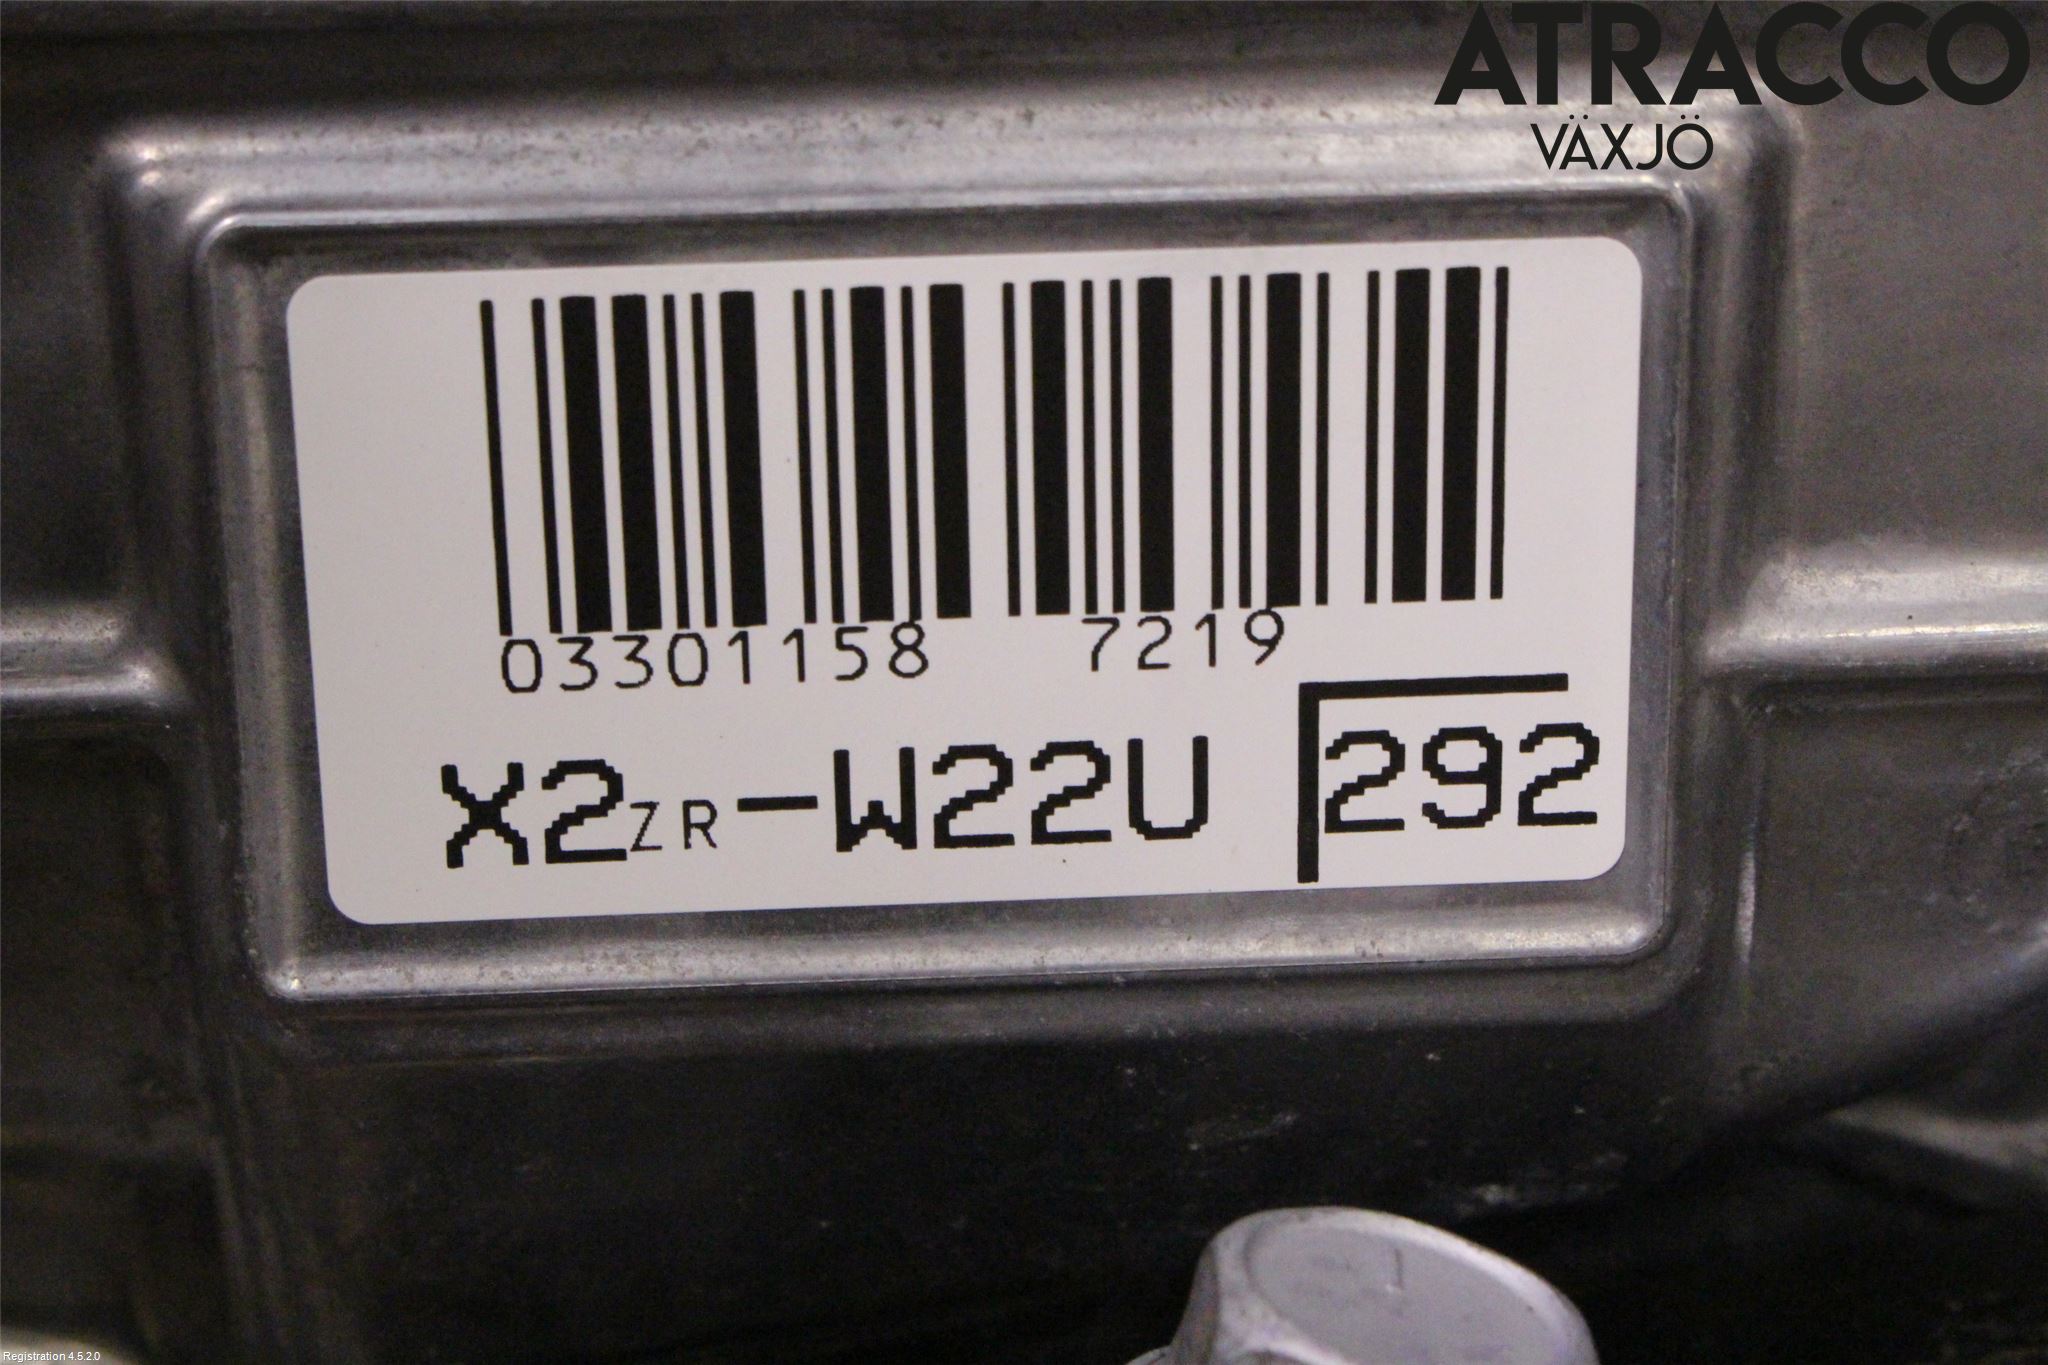 ATRACCO
VÄXJÖ
03301158 7219
X2ZR-W22U 292
Registration 4.5.2.0